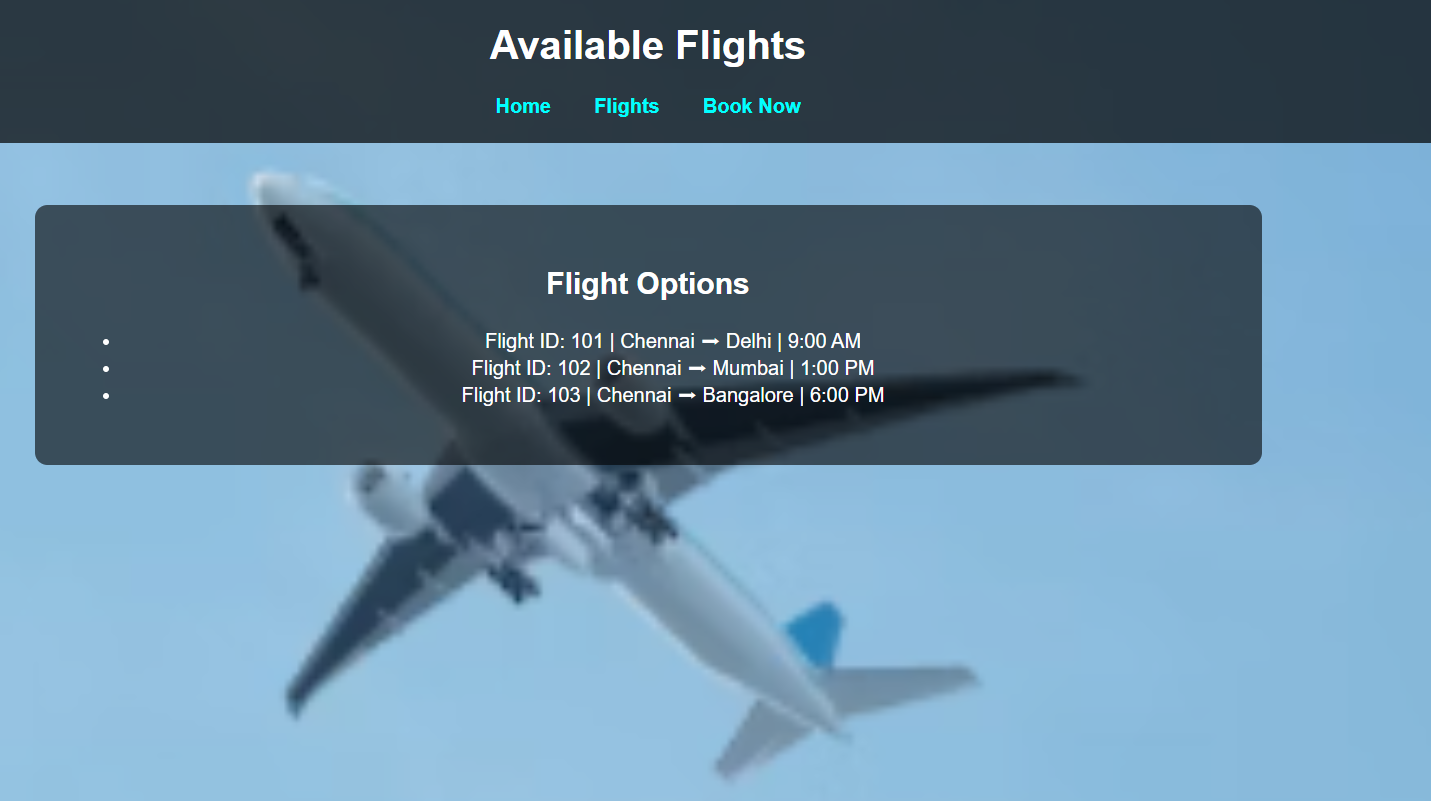 Available Flights
Home Flights Book Now
Flight Options
• Flight ID: 101 | Chennai ➞ Delhi | 9:00 AM
• Flight ID: 102 | Chennai ➞ Mumbai | 1:00 PM
• Flight ID: 103 | Chennai ➞ Bangalore | 6:00 PM